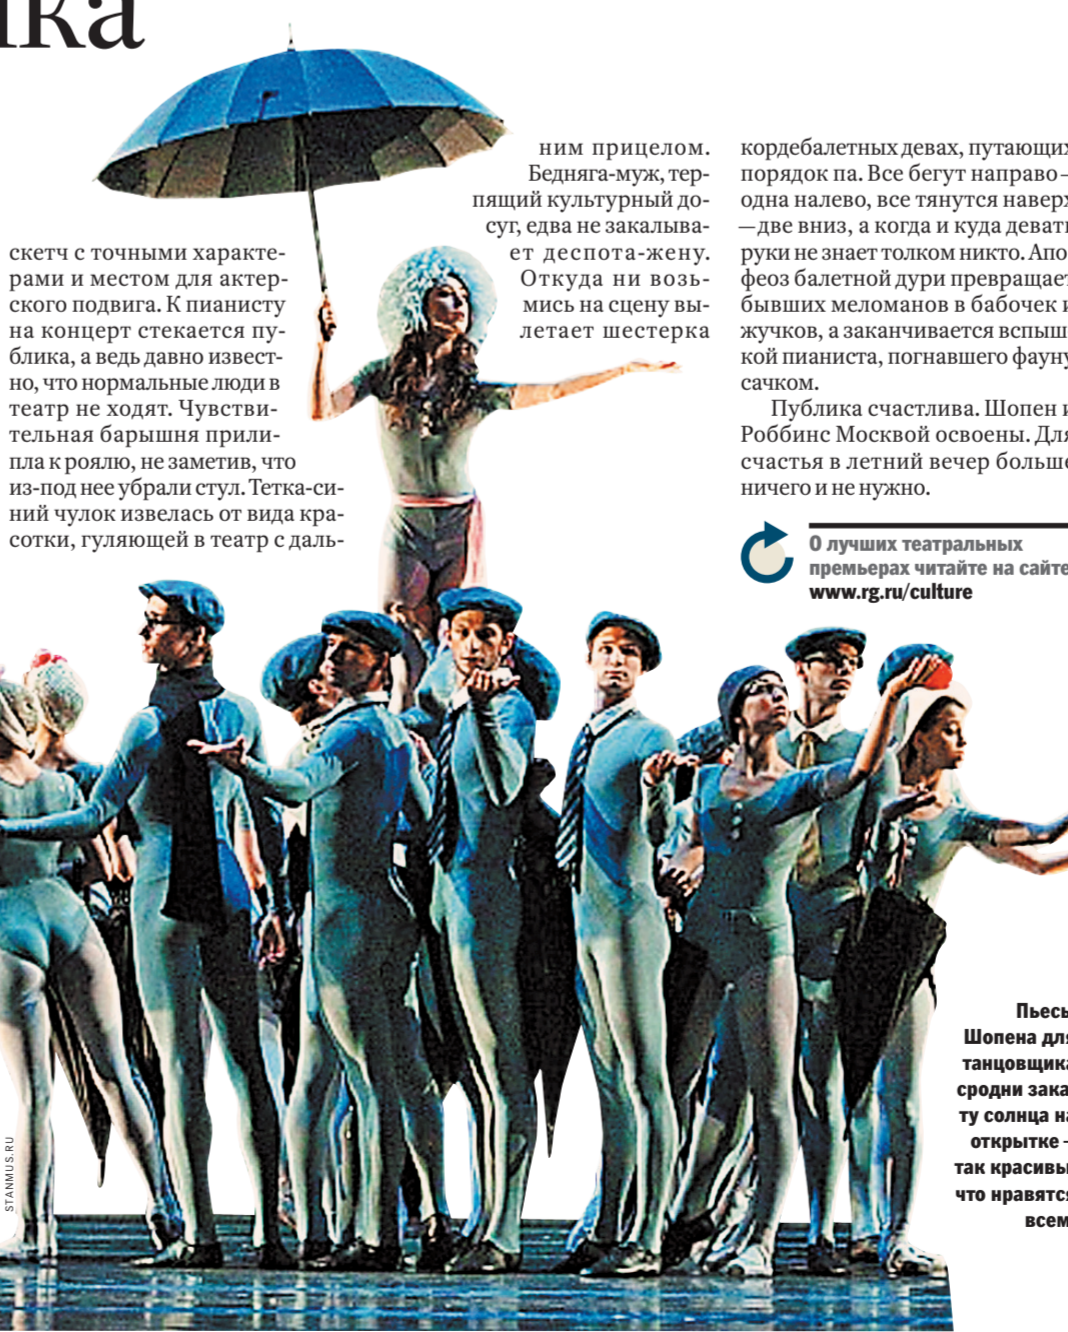 ика
скетч с точными характе-
рами и местом для актер-
ского подвига. К пианисту
на концерт стекается пу-
блика, а ведь давно извест-
но, что нормальные люди в
театр не ходят. Чувстви-
тельная барышня прили-
пла к роялю, не заметив, что
из-под нее убрали стул. Тетка-си-
ний чулок извелась от вида кра-
сотки, гуляющей в театр с даль-
ним прицелом.
Бедняга-муж, тер-
пящий культурный до-
суг, едва не закалыва-
ет деспота-жену.
Откуда ни возь-
мись на сцену вы-
летает шестерка
кордебалетных девах, путающих
порядок па. Все бегут направо –
одна налево, все тянутся наверх
— две вниз, а когда и куда девать
руки не знает толком никто. Апо-
феоз балетной дури превращает
бывших меломанов в бабочек и
жучков, а заканчивается вспыш-
кой пианиста, погнавшего фауну
сачком.
Публика счастлива. Шопен и
Роббинс Москвой освоены. Для
счастья в летний вечер больше
ничего и не нужно.
О лучших театральных
премьерах читайте на сайте
www.rg.ru/culture
Пьесы
Шопена для
танцовщика
сродни зака-
ту солнца на
открытке –
так красивы,
что нравятся
всем
STANMUS.RU